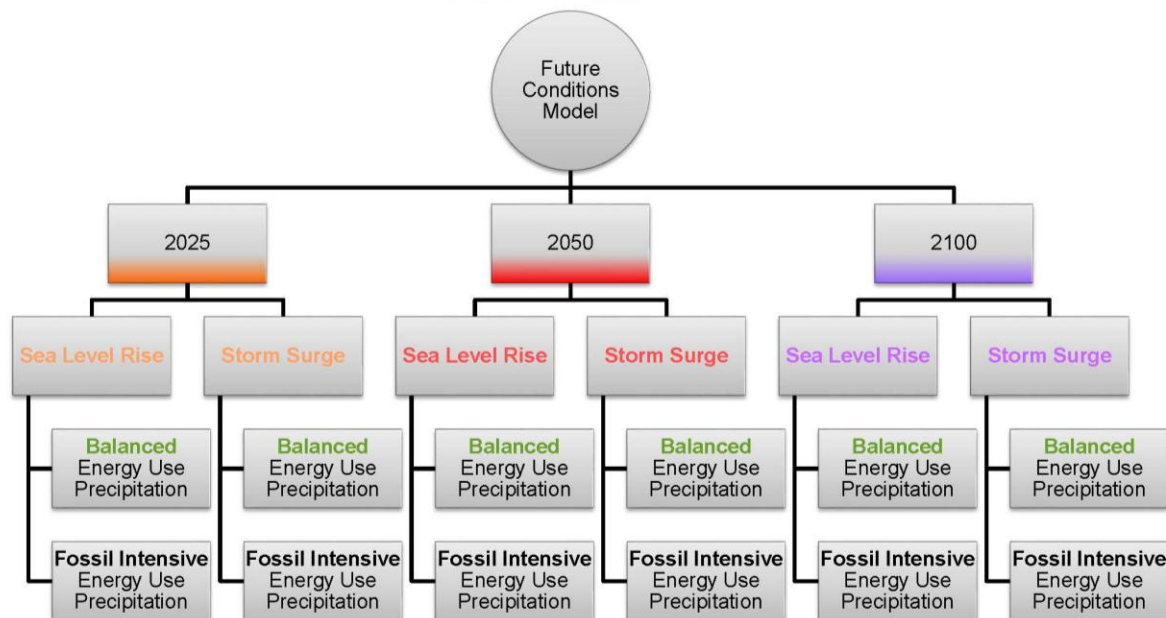 Future
Conditions
Model
2025
2050
2100
Sea Level Rise
Storm Surge
Sea Level Rise
Storm Surge
Sea Level Rise
Storm Surge
Balanced
Energy Use
Precipitation
Balanced
Energy Use
Precipitation
Balanced
Energy Use
Precipitation
Balanced
Energy Use
Precipitation
Balanced
Energy Use
Precipitation
Balanced
Energy Use
Precipitation
Fossil Intensive
Energy Use
Precipitation
Fossil Intensive
Energy Use
Precipitation
Fossil Intensive
Energy Use
Precipitation
Fossil Intensive
Energy Use
Precipitation
Fossil Intensive
Energy Use
Precipitation
Fossil Intensive
Energy Use
Precipitation